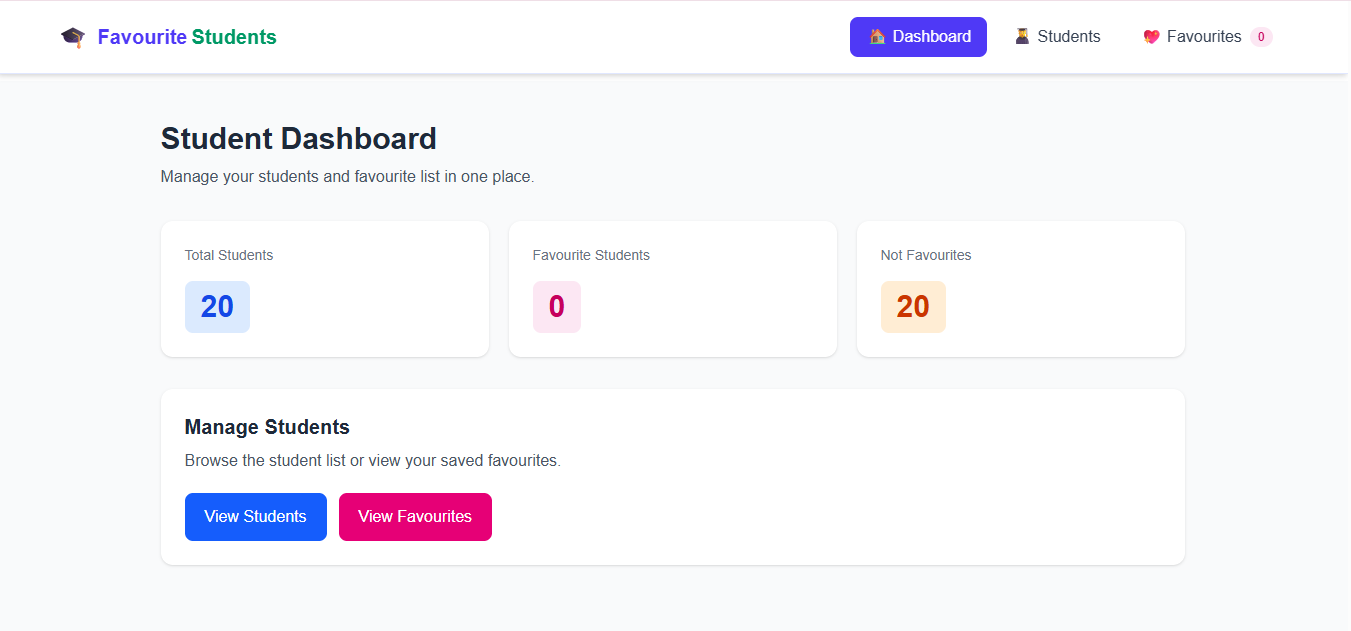 Favourite Students
Dashboard
Students
Favourites 0
Student Dashboard
Manage your students and favourite list in one place.
Total Students
20
Favourite Students
0
Not Favourites
20
Manage Students
Browse the student list or view your saved favourites.
View Students
View Favourites